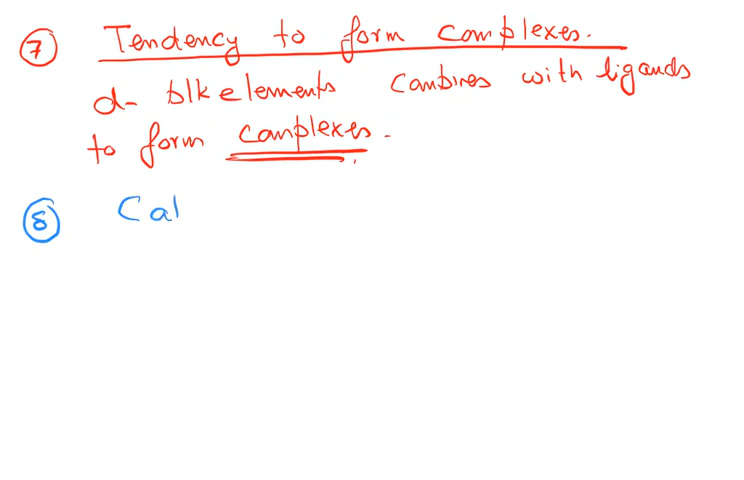 7 Tendency to form complexes.
d- blk elements combines with ligands
to form complexes.
8 Cal